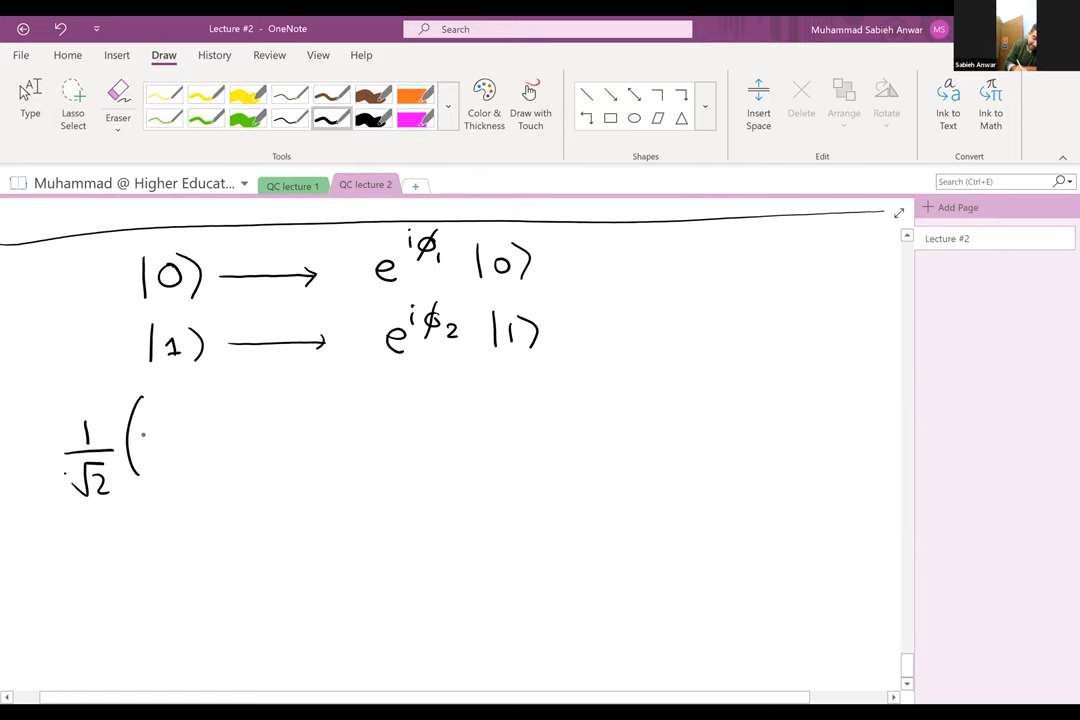 Lecture #2 - OneNote
Search
Muhammad Sabieh Anwar
MS
Sabieh Anwar
File Home Insert Draw History Review View Help
Type
Lasso Select
Eraser
Color & Thickness
Draw with Touch
Insert Space
Delete
Arrange
Rotate
Ink to Text
Ink to Math
Tools
Shapes
Edit
Convert
Muhammad @ Higher Educat...
QC lecture 1
QC lecture 2
Search (Ctrl+E)
Add Page
Lecture #2
|0⟩ ⟶ e^{iϕ₁} |0⟩
|1⟩ ⟶ e^{iϕ₂} |1⟩
1/√2 (